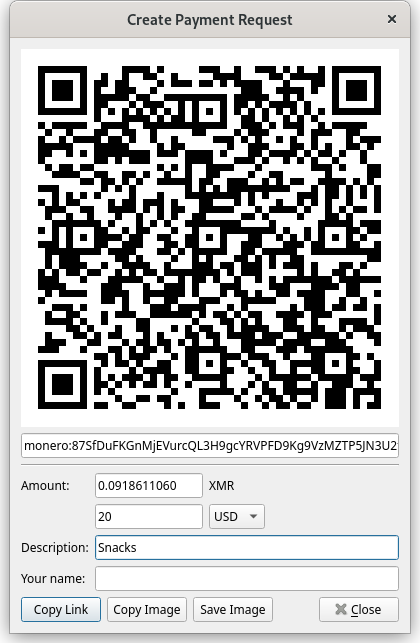 Create Payment Request
monero:87SfDuFKGnMjEVurcQL3H9gcYRVPFD9Kg9VzMZTP5JN3U2
Amount: 0.0918611060 XMR
20 USD
Description: Snacks
Your name:
Copy Link Copy Image Save Image Close